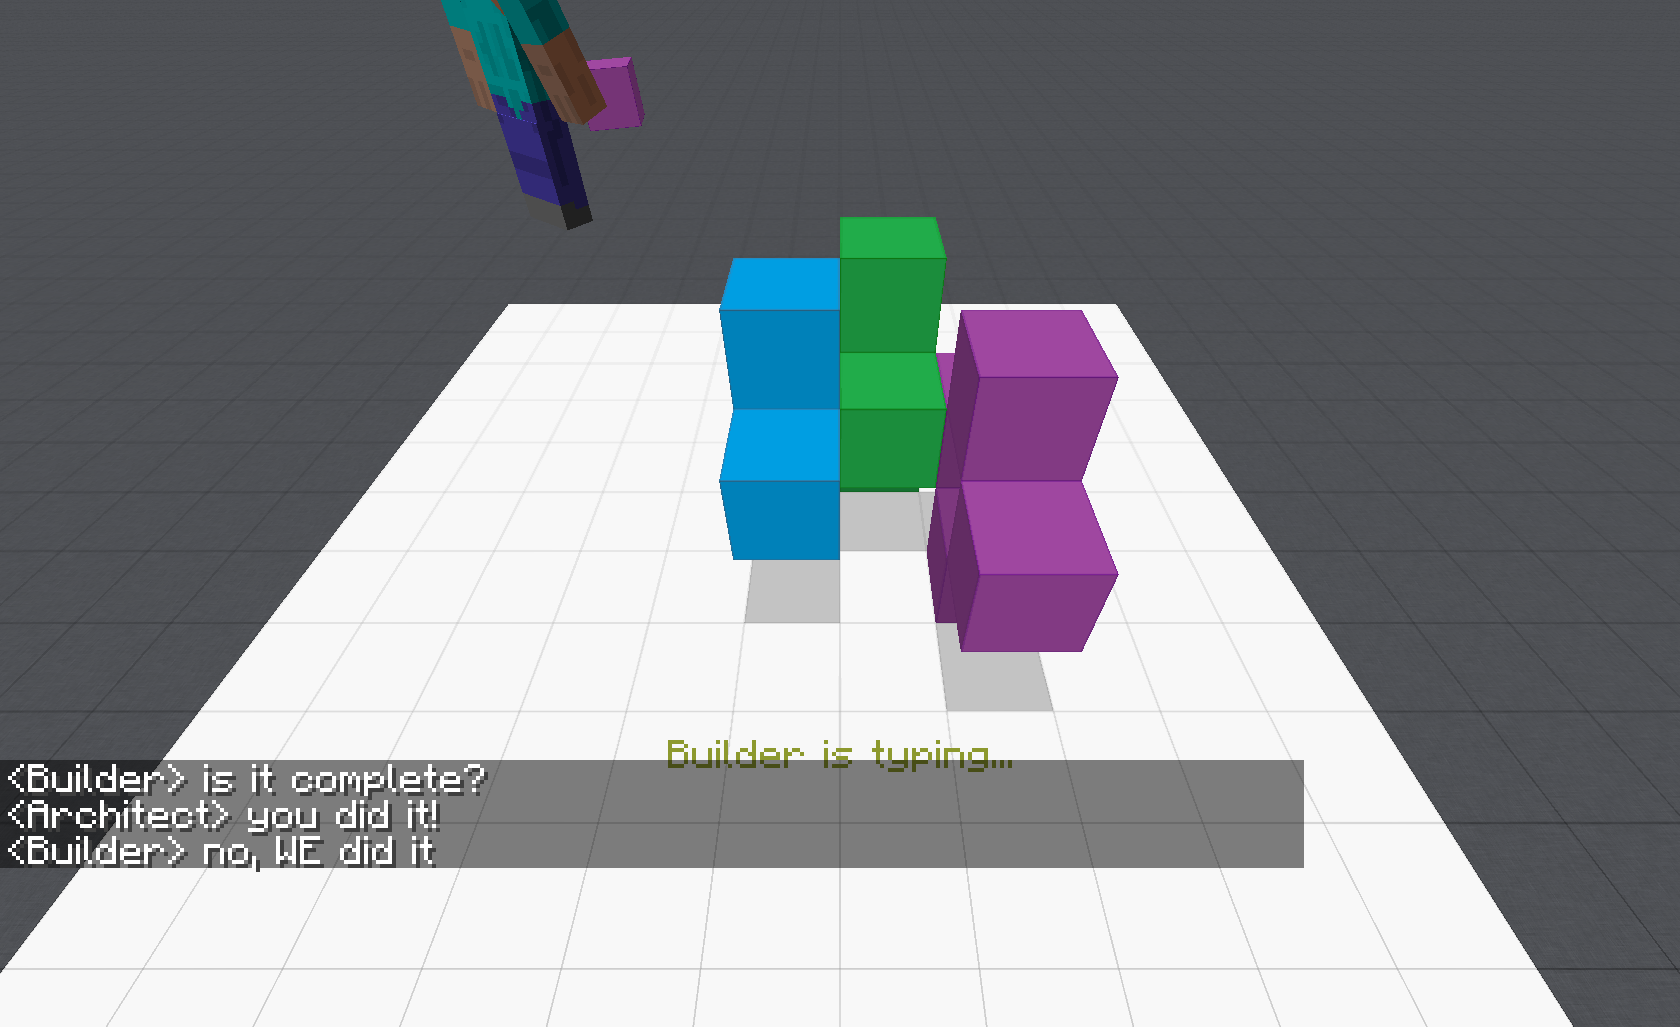 Builder is typing...
<Builder> is it complete?
<Architect> you did it!
<Builder> no, WE did it